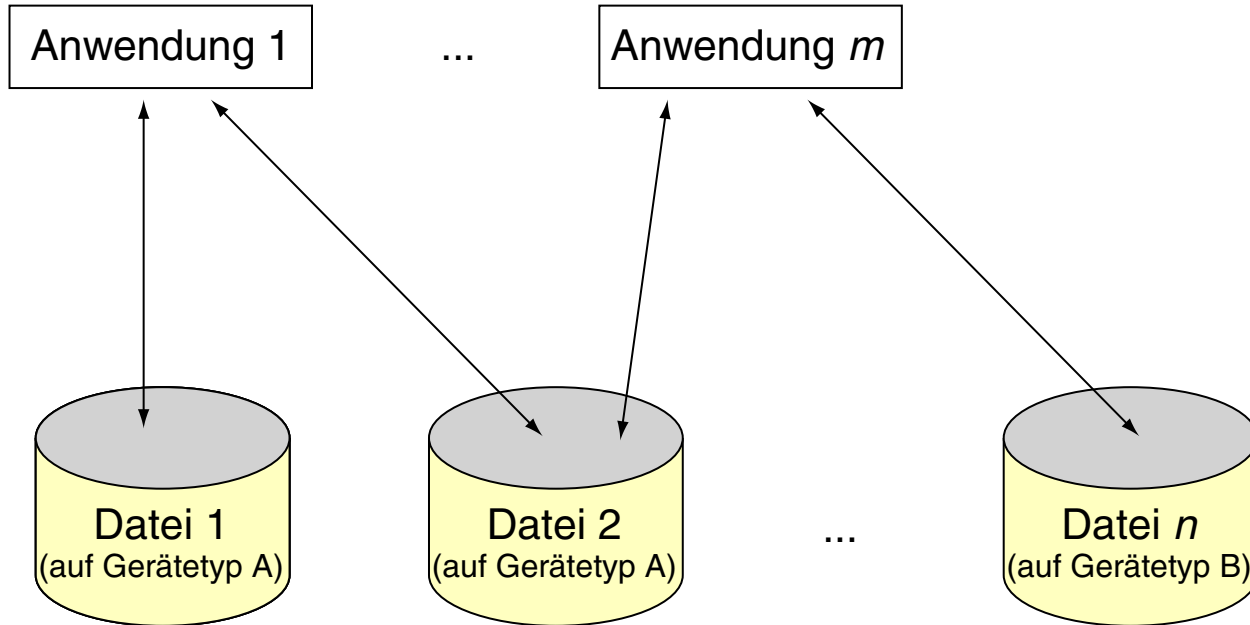 Anwendung 1
...
Anwendung m
Datei 1
(auf Gerätetyp A)
Datei 2
(auf Gerätetyp A)
...
Datei n
(auf Gerätetyp B)